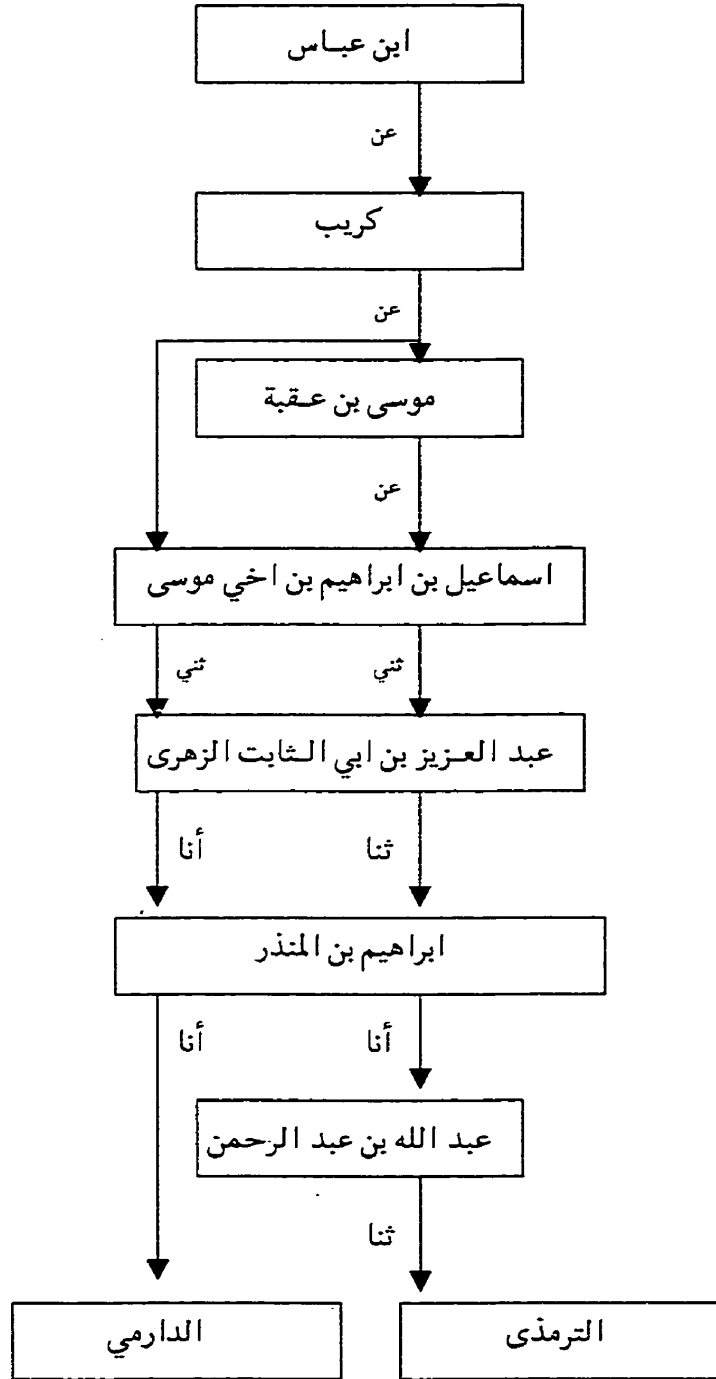 ابن عباس
عن
كريب
عن
موسى بن عقبة
عن
اسماعيل بن ابراهيم بن اخي موسى
ثني
ثني
عبد العزيز بن ابي الثابت الزهرى
ثنا
أنا
ابراهيم بن المنذر
أنا
أنا
عبد الله بن عبد الرحمن
ثنا
الترمذى
الدارمي